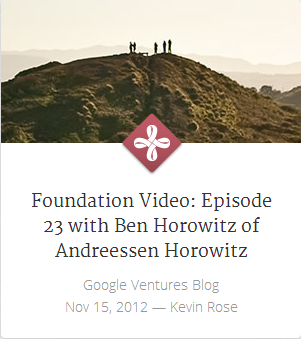 Foundation Video: Episode
23 with Ben Horowitz of
Andreessen Horowitz
Google Ventures Blog
Nov 15, 2012 — Kevin Rose